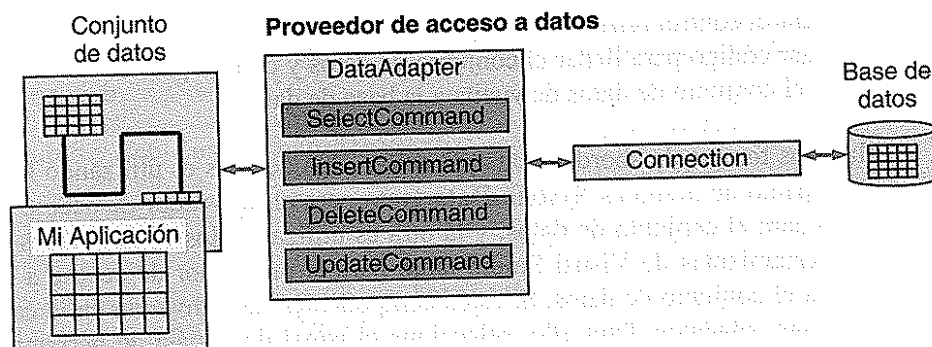 Conjunto
de datos
Proveedor de acceso a datos
DataAdapter
SelectCommand
InsertCommand
DeleteCommand
UpdateCommand
Connection
Base de
datos
Mi Aplicación